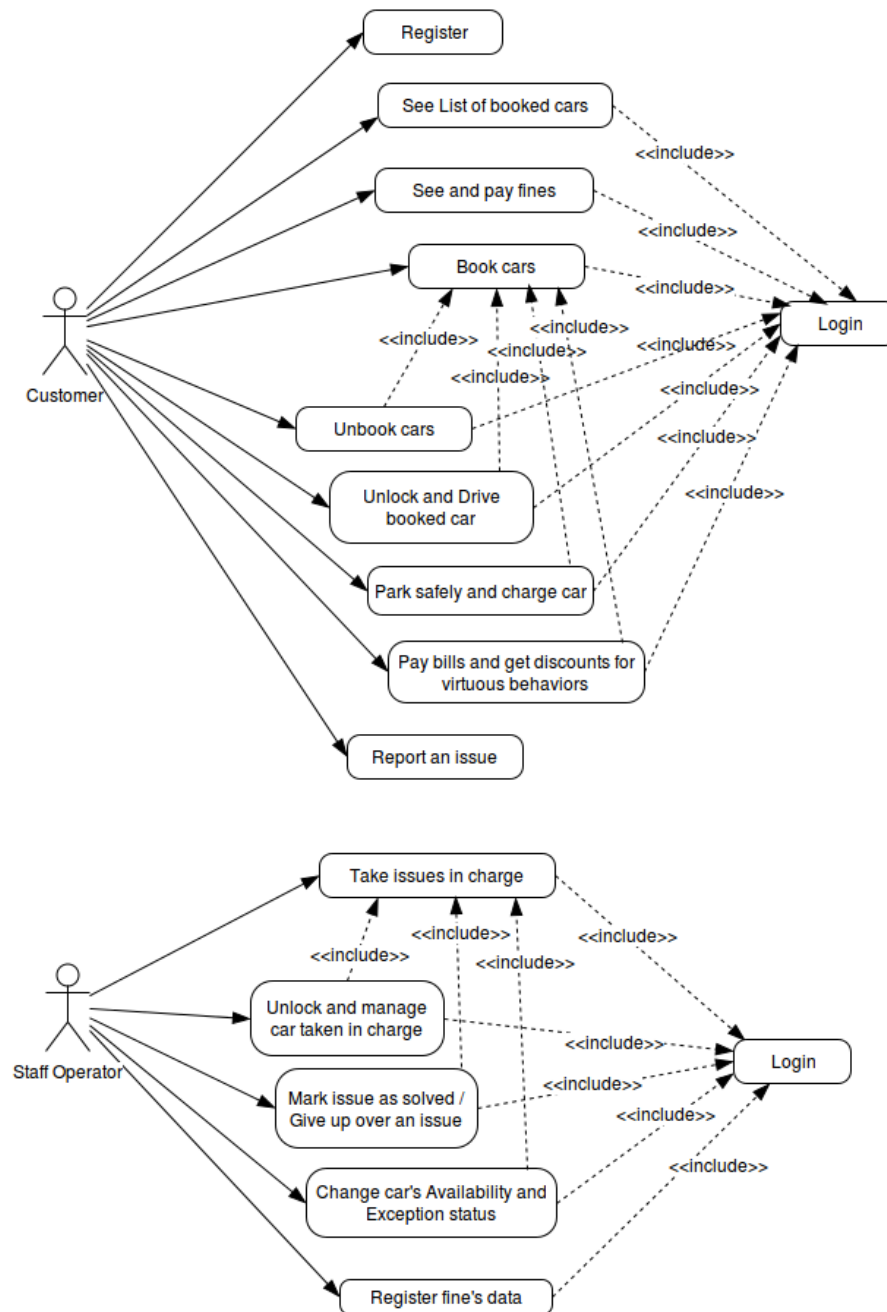 Register
See List of booked cars
<<include>>
See and pay fines
<<include>>
Book cars
<<include>>
Login
Customer
<<include>>
<<include>>
<<include>>
<<include>>
Unbook cars
<<include>>
<<include>>
Unlock and Drive
booked car
<<include>>
Park safely and charge car
Pay bills and get discounts for
virtuous behaviors
Report an issue
Take issues in charge
<<include>>
<<include>>
<<include>>
<<include>>
Unlock and manage
car taken in charge
<<include>>
Login
Staff Operator
Mark issue as solved /
Give up over an issue
<<include>>
<<include>>
Change car's Availability and
Exception status
<<include>>
Register fine's data